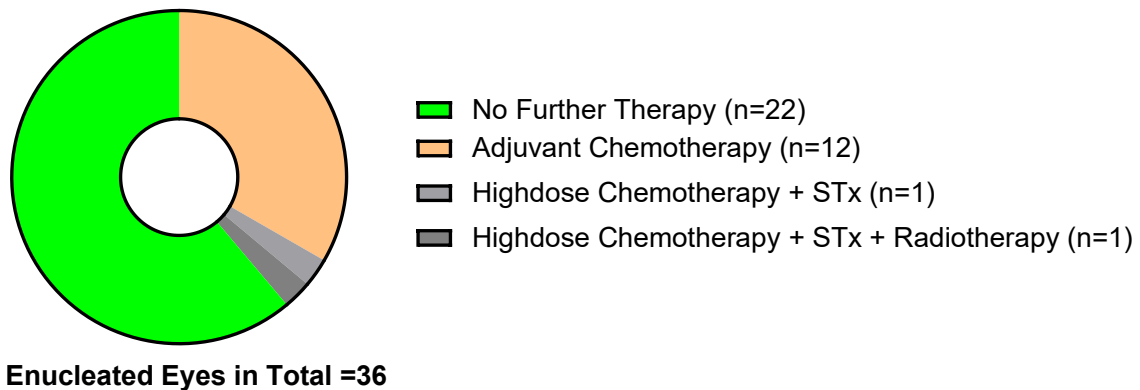 No Further Therapy (n=22)
Adjuvant Chemotherapy (n=12)
Highdose Chemotherapy + STx (n=1)
Highdose Chemotherapy + STx + Radiotherapy (n=1)
Enucleated Eyes in Total =36